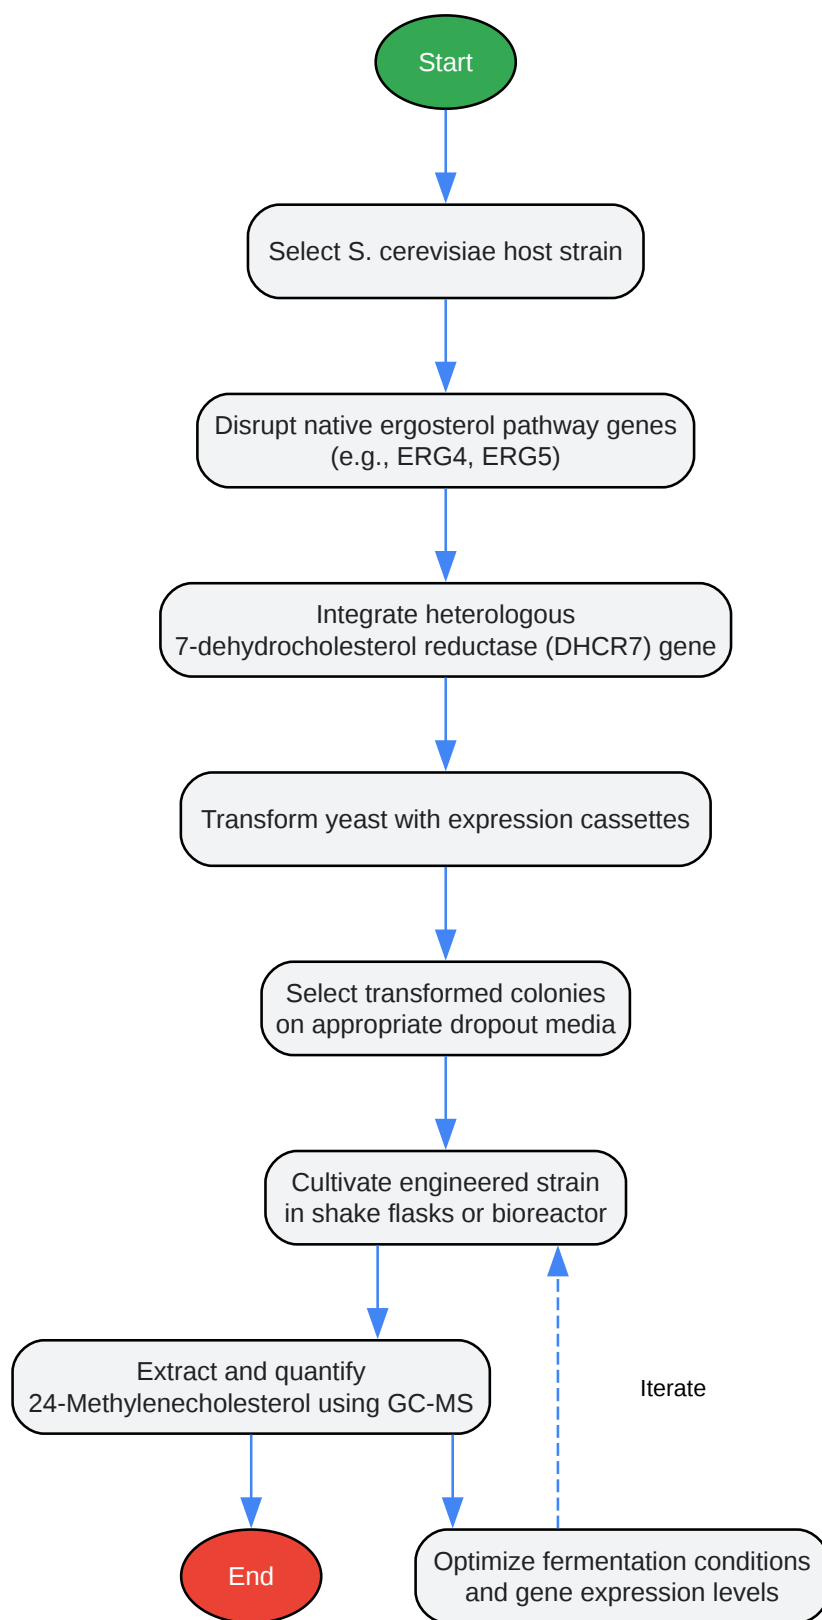 Start
Select S. cerevisiae host strain
Disrupt native ergosterol pathway genes
(e.g., ERG4, ERG5)
Integrate heterologous
7-dehydrocholesterol reductase (DHCR7) gene
Transform yeast with expression cassettes
Select transformed colonies
on appropriate dropout media
Cultivate engineered strain
in shake flasks or bioreactor
Extract and quantify
24-Methylenecholesterol using GC-MS
Iterate
End
Optimize fermentation conditions
and gene expression levels